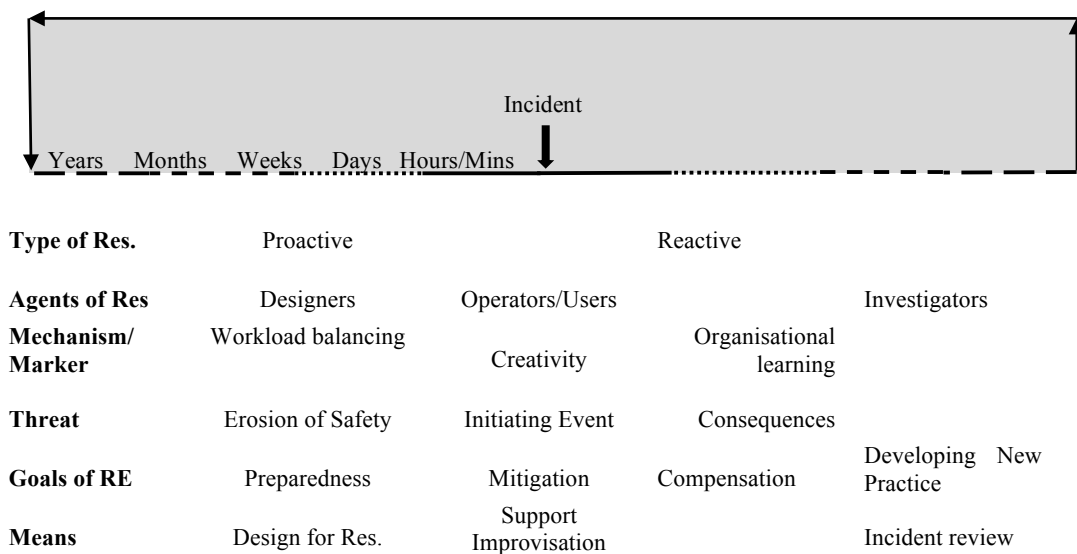 Incident
Years Months Weeks Days Hours/Mins
Type of Res. Proactive Reactive
Agents of Res Designers Operators/Users Investigators
Mechanism/ Marker Workload balancing Creativity Organisational learning
Threat Erosion of Safety Initiating Event Consequences
Goals of RE Preparedness Mitigation Compensation Developing New Practice
Means Design for Res. Support Improvisation Incident review